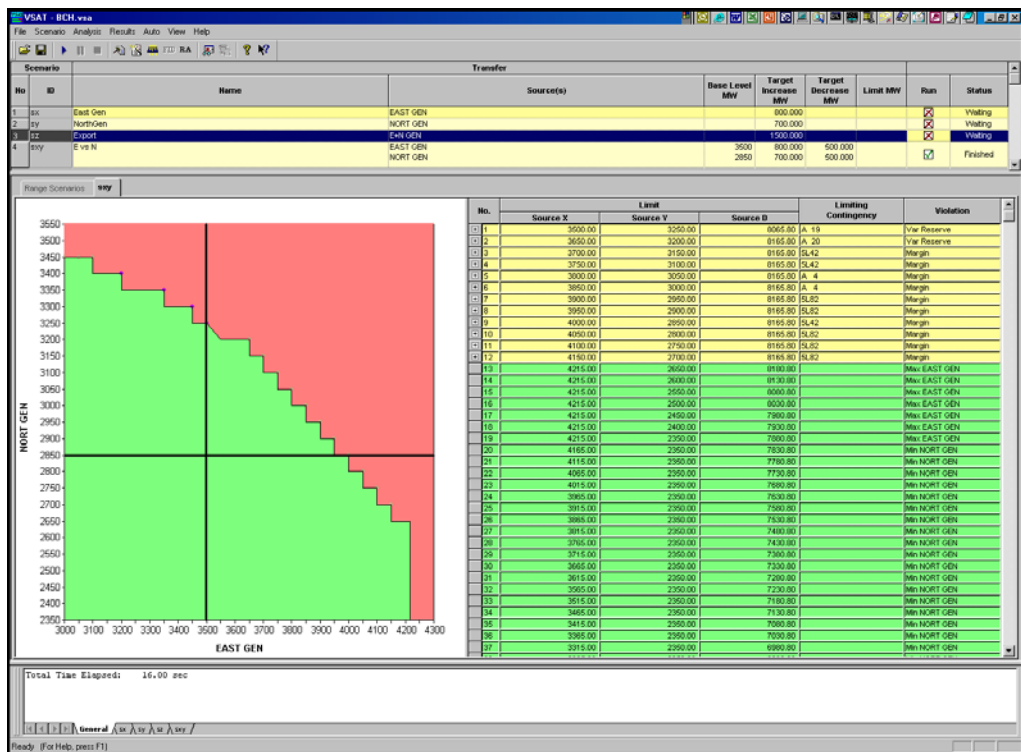 VSAT - BCH.vsa
File Scenario Analysis Results Auto View Help
Scenario Transfer
No ID Name Source(s) Base Level MW Target Increase MW Target Decrease MW Limit MW Run Status
1 sx East Gen EAST GEN 800.000 Waiting
2 sy NorthGen NORT GEN 700.000 Waiting
3 sz Export E+N GEN 1500.000 Waiting
4 sxy E vs N EAST GEN 3500 800.000 500.000 Finished
NORT GEN 2850 700.000 500.000
Range Scenarios sxy
No. Limit Limiting Contingency Violation
Source X Source Y Source D
1 3500.00 3250.00 8065.80 A 19 Var Reserve
2 3650.00 3200.00 8165.80 A 20 Var Reserve
3 3700.00 3150.00 8165.80 5L42 Margin
4 3750.00 3100.00 8165.80 5L42 Margin
5 3800.00 3050.00 8165.80 A 4 Margin
6 3850.00 3000.00 8165.80 A 4 Margin
7 3900.00 2950.00 8165.80 5L82 Margin
8 3950.00 2900.00 8165.80 5L82 Margin
9 4000.00 2850.00 8165.80 5L42 Margin
10 4050.00 2800.00 8165.80 5L82 Margin
11 4100.00 2750.00 8165.80 5L82 Margin
12 4150.00 2700.00 8165.80 5L82 Margin
13 4215.00 2650.00 8180.80 Max EAST GEN
14 4215.00 2600.00 8130.80 Max EAST GEN
15 4215.00 2550.00 8080.80 Max EAST GEN
16 4215.00 2500.00 8030.80 Max EAST GEN
17 4215.00 2450.00 7980.80 Max EAST GEN
18 4215.00 2400.00 7930.80 Max EAST GEN
19 4215.00 2350.00 7880.80 Max EAST GEN
20 4165.00 2350.00 7830.80 Min NORT GEN
21 4115.00 2350.00 7780.80 Min NORT GEN
22 4065.00 2350.00 7730.80 Min NORT GEN
23 4015.00 2350.00 7680.80 Min NORT GEN
24 3965.00 2350.00 7630.80 Min NORT GEN
25 3915.00 2350.00 7580.80 Min NORT GEN
26 3865.00 2350.00 7530.80 Min NORT GEN
27 3815.00 2350.00 7480.80 Min NORT GEN
28 3765.00 2350.00 7430.80 Min NORT GEN
29 3715.00 2350.00 7380.80 Min NORT GEN
30 3665.00 2350.00 7330.80 Min NORT GEN
31 3615.00 2350.00 7280.80 Min NORT GEN
32 3565.00 2350.00 7230.80 Min NORT GEN
33 3515.00 2350.00 7180.80 Min NORT GEN
34 3465.00 2350.00 7130.80 Min NORT GEN
35 3415.00 2350.00 7080.80 Min NORT GEN
36 3365.00 2350.00 7030.80 Min NORT GEN
37 3315.00 2350.00 6980.80 Min NORT GEN
3550
3500
3450
3400
3350
3300
3250
3200
3150
3100
3050
3000
2950
2900
2850
2800
2750
2700
2650
2600
2550
2500
2450
2400
2350
NORT GEN
3000 3100 3200 3300 3400 3500 3600 3700 3800 3900 4000 4100 4200 4300
EAST GEN
Total Time Elapsed: 16.00 sec
General sx sy sz sxy
Ready (For Help, press F1)